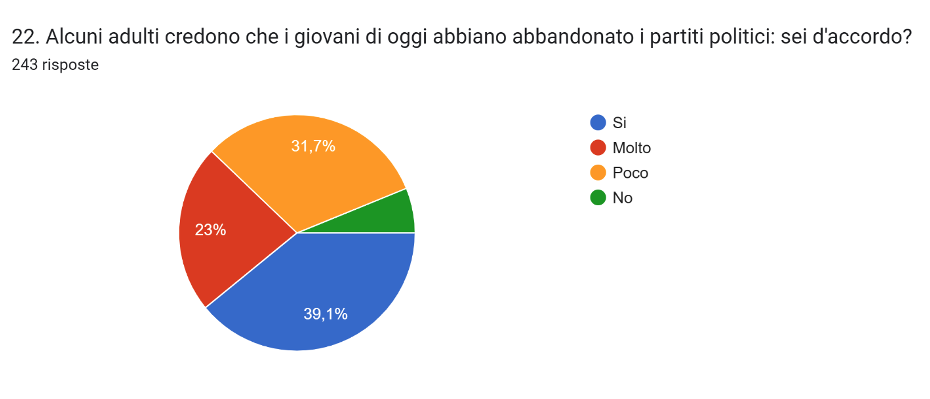 22. Alcuni adulti credono che i giovani di oggi abbiano abbandonato i partiti politici: sei d'accordo?
243 risposte
31,7%
23%
39,1%
Si
Molto
Poco
No